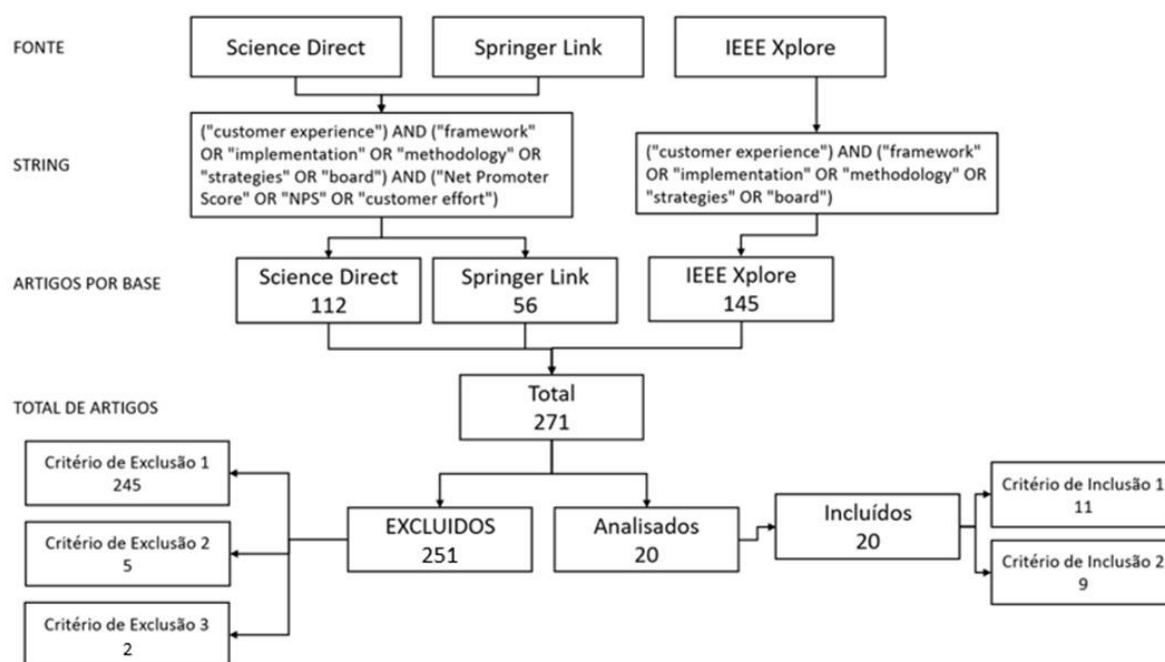 FONTE
Science Direct
Springer Link
IEEE Xplore
STRING
("customer experience") AND ("framework"
OR "implementation" OR "methodology" OR
"strategies" OR "board") AND ("Net Promoter
Score" OR "NPS" OR "customer effort")
("customer experience") AND ("framework"
OR "implementation" OR "methodology" OR
"strategies" OR "board")
ARTIGOS POR BASE
Science Direct
112
Springer Link
56
IEEE Xplore
145
Total
271
TOTAL DE ARTIGOS
Critério de Exclusão 1
245
Critério de Exclusão 2
5
Critério de Exclusão 3
2
EXCLUIDOS
251
Analisados
20
Incluídos
20
Critério de Inclusão 1
11
Critério de Inclusão 2
9